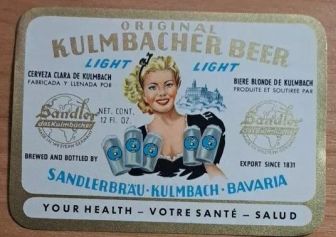 ORIGINAL
KULMBACHER BEER
LIGHT LIGHT
CERVEZA CLARA DE KULMBACH
FABRICADA Y LLENADA POR
BIERE BLONDE DE KULMBACH
PRODUITE ET SOUTIREE PAR
NET. CONT.
12 FL. OZ.
Sandler
das Kulmbacher
Sandler
BREWED AND BOTTLED BY
EXPORT SINCE 1831
SANDLERBRÄU · KULMBACH · BAVARIA
YOUR HEALTH – VOTRE SANTÉ – SALUD